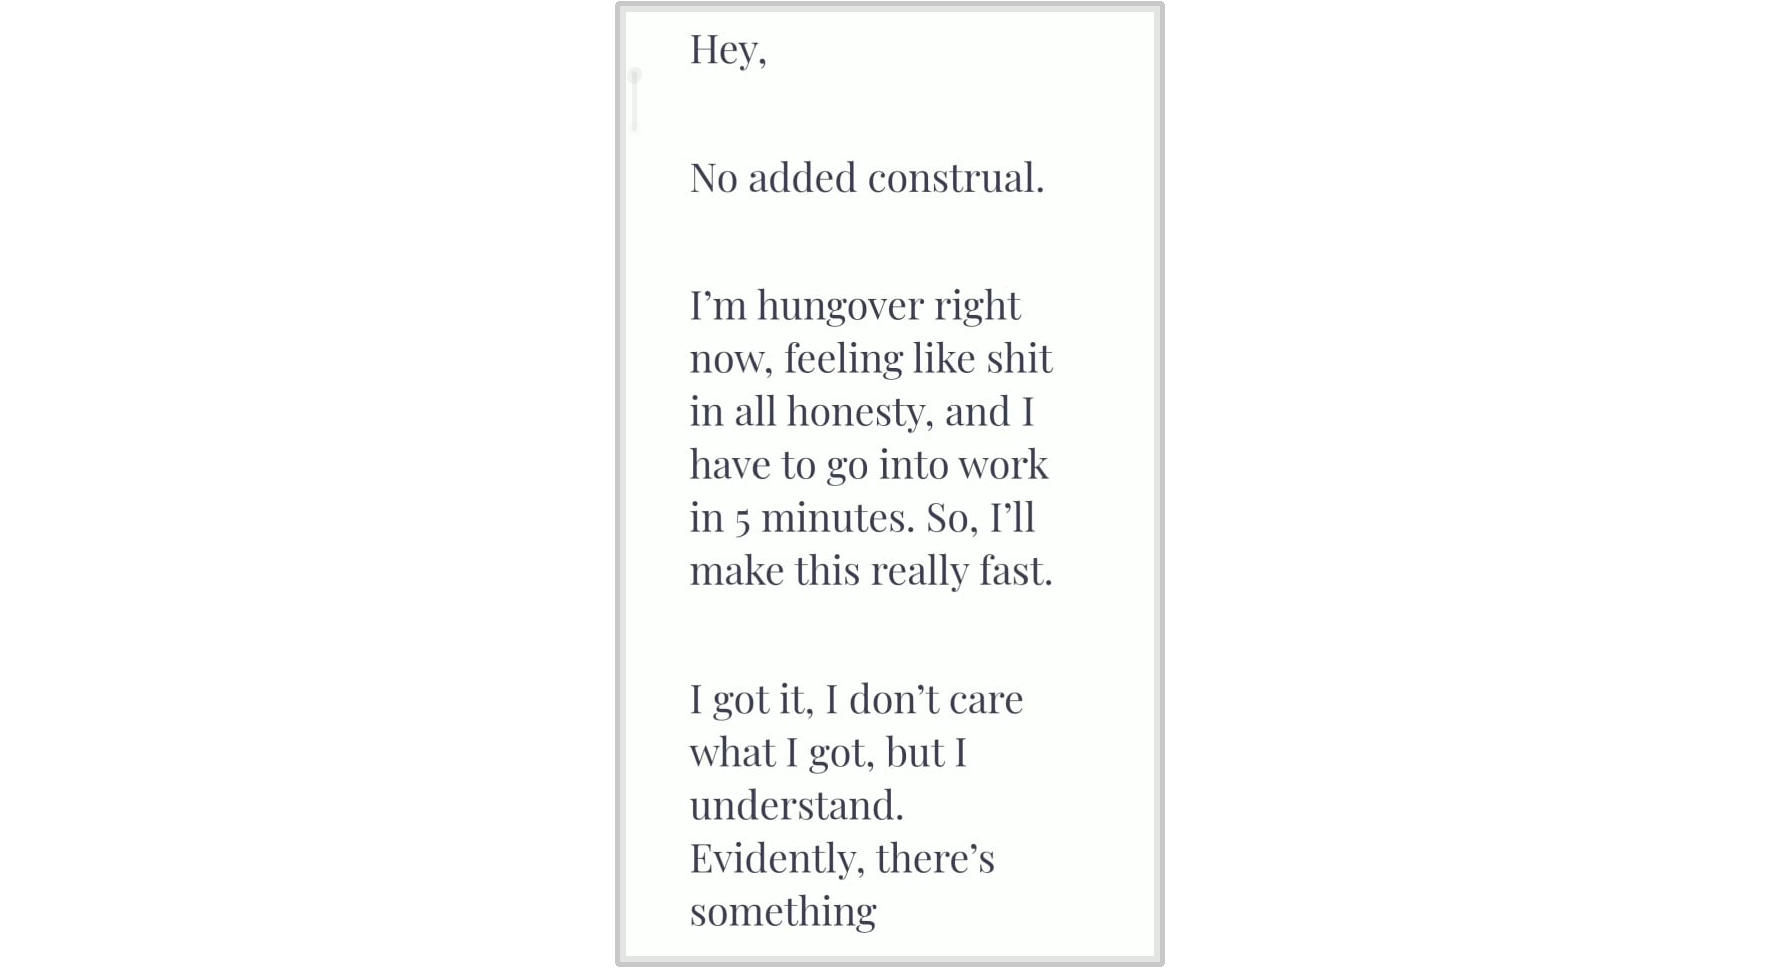 Hey,
No added construal.
I’m hungover right
now, feeling like shit
in all honesty, and I
have to go into work
in 5 minutes. So, I’ll
make this really fast.
I got it, I don’t care
what I got, but I
understand.
Evidently, there’s
something